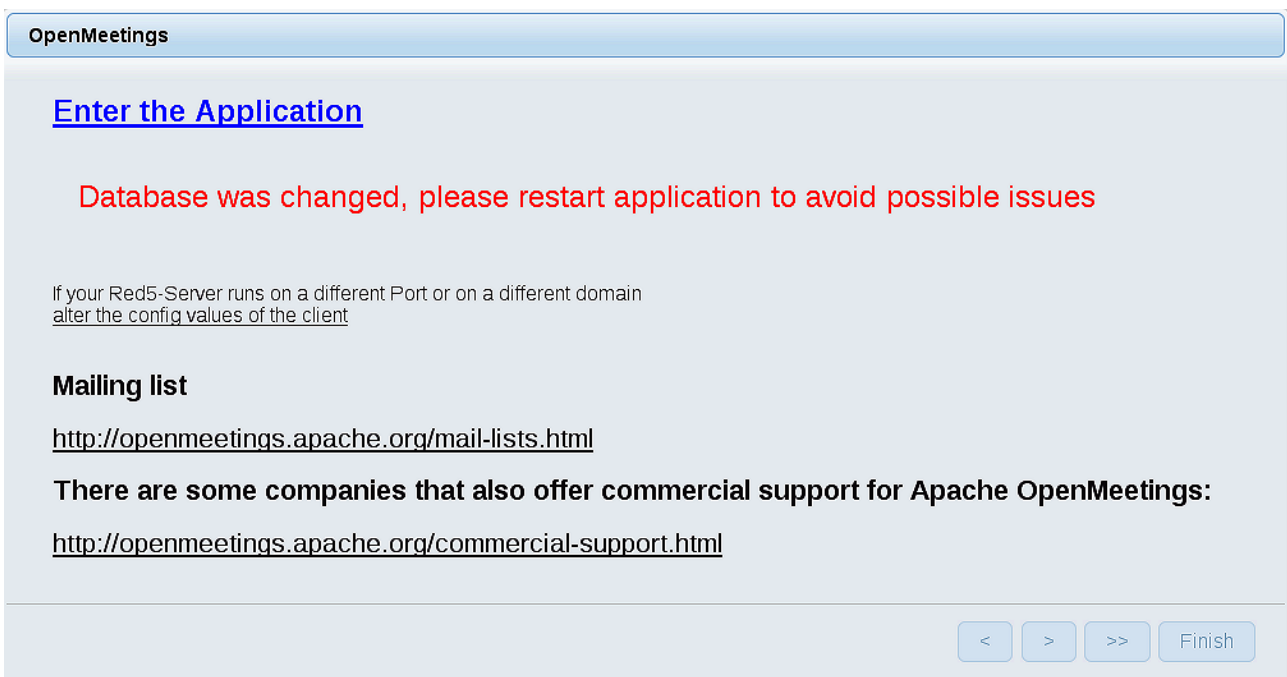 OpenMeetings
Enter the Application
Database was changed, please restart application to avoid possible issues
If your Red5-Server runs on a different Port or on a different domain
alter the config values of the client
Mailing list
http://openmeetings.apache.org/mail-lists.html
There are some companies that also offer commercial support for Apache OpenMeetings:
http://openmeetings.apache.org/commercial-support.html
< > >> Finish